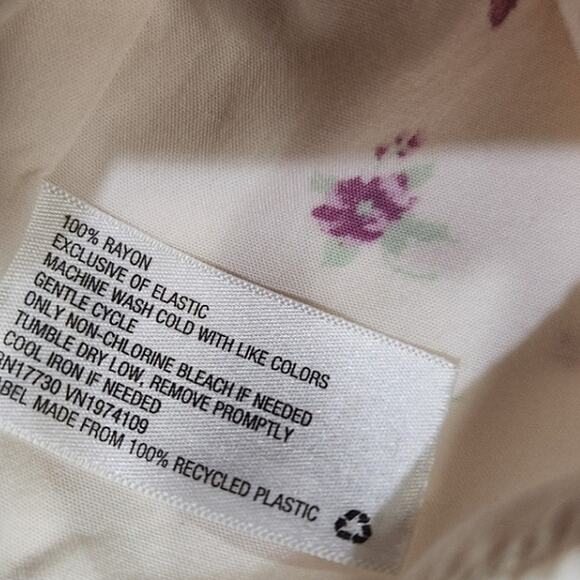 100% RAYON
EXCLUSIVE OF ELASTIC
MACHINE WASH COLD WITH LIKE COLORS
GENTLE CYCLE
ONLY NON-CHLORINE BLEACH IF NEEDED
TUMBLE DRY LOW, REMOVE PROMPTLY
COOL IRON IF NEEDED
RN17730 VN1974109
ABEL MADE FROM 100% RECYCLED PLASTIC